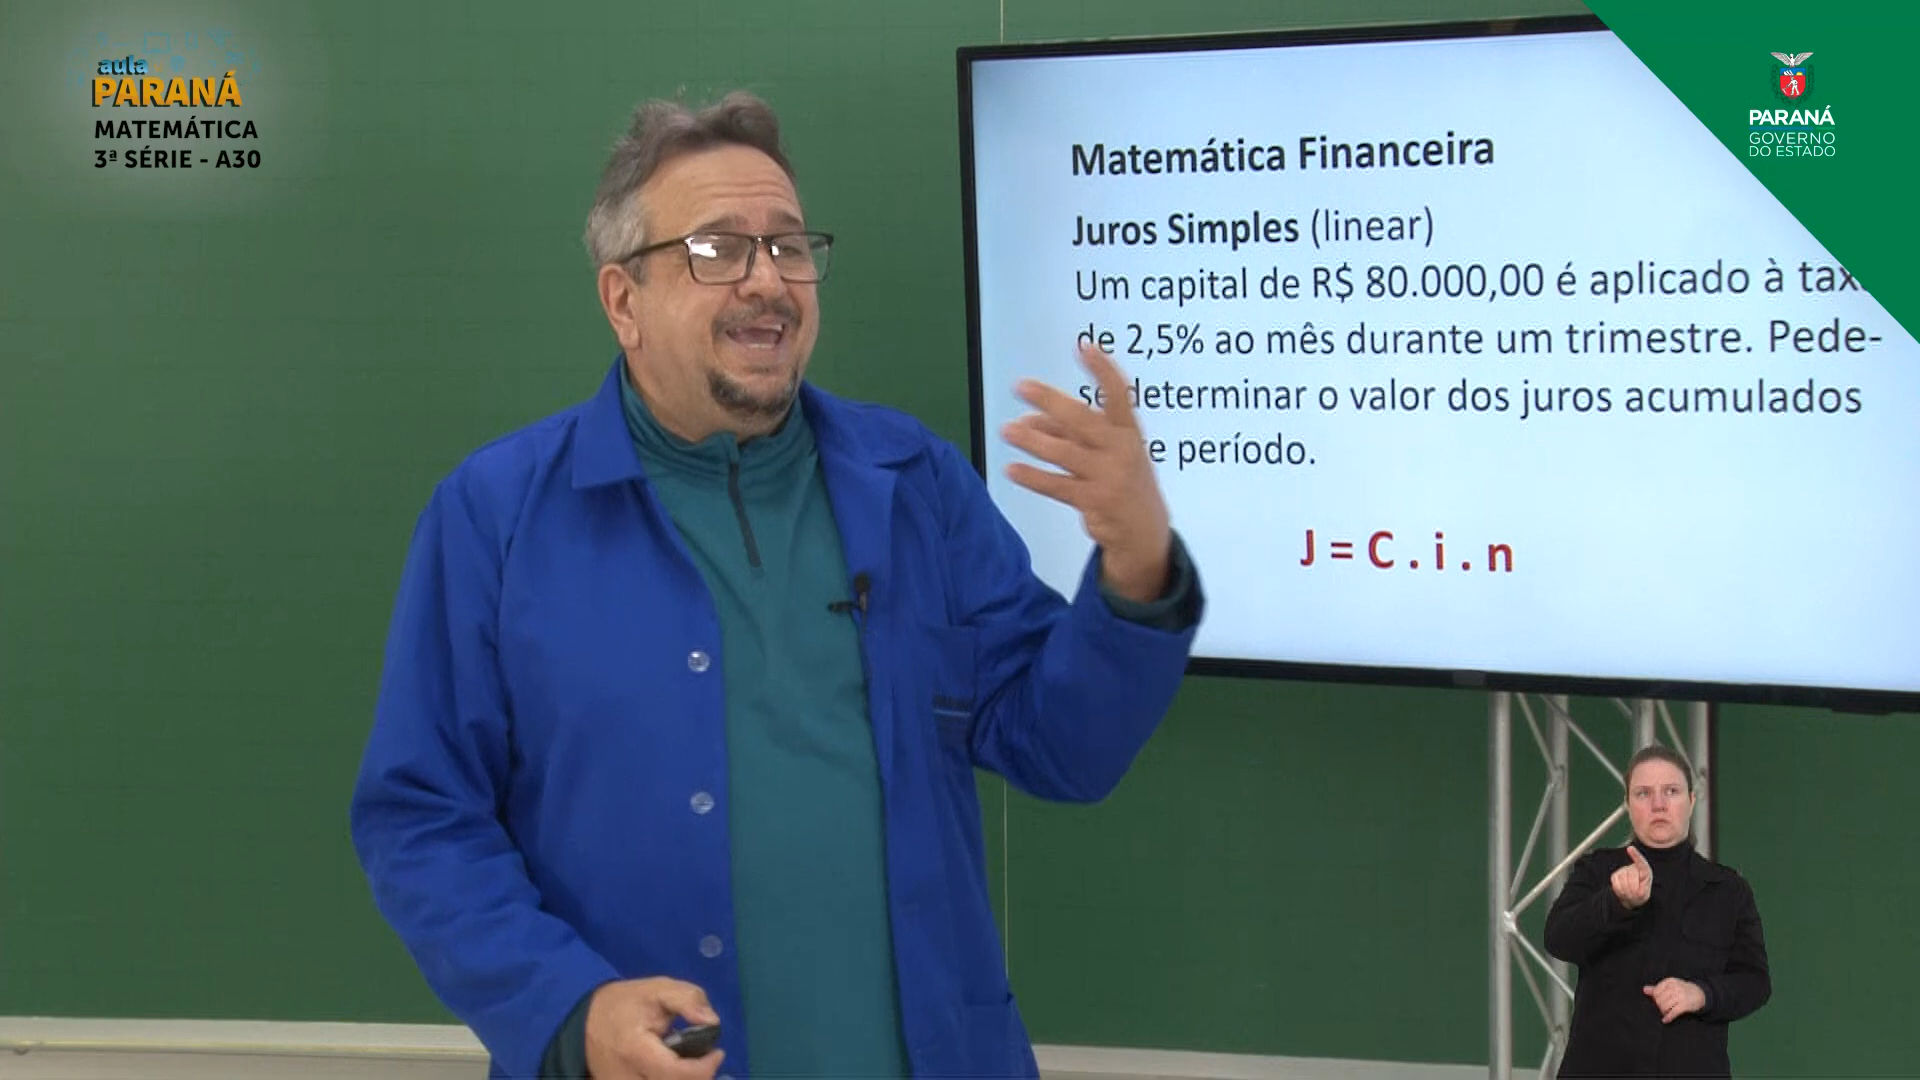 aula
PARANÁ
MATEMÁTICA
3ª SÉRIE - A30
PARANÁ
GOVERNO
DO ESTADO
Matemática Financeira
Juros Simples (linear)
Um capital de R$ 80.000,00 é aplicado à
de 2,5% ao mês durante um trimestre. Pede-
se determinar o valor dos juros acumulados
período.
J = C . i . n